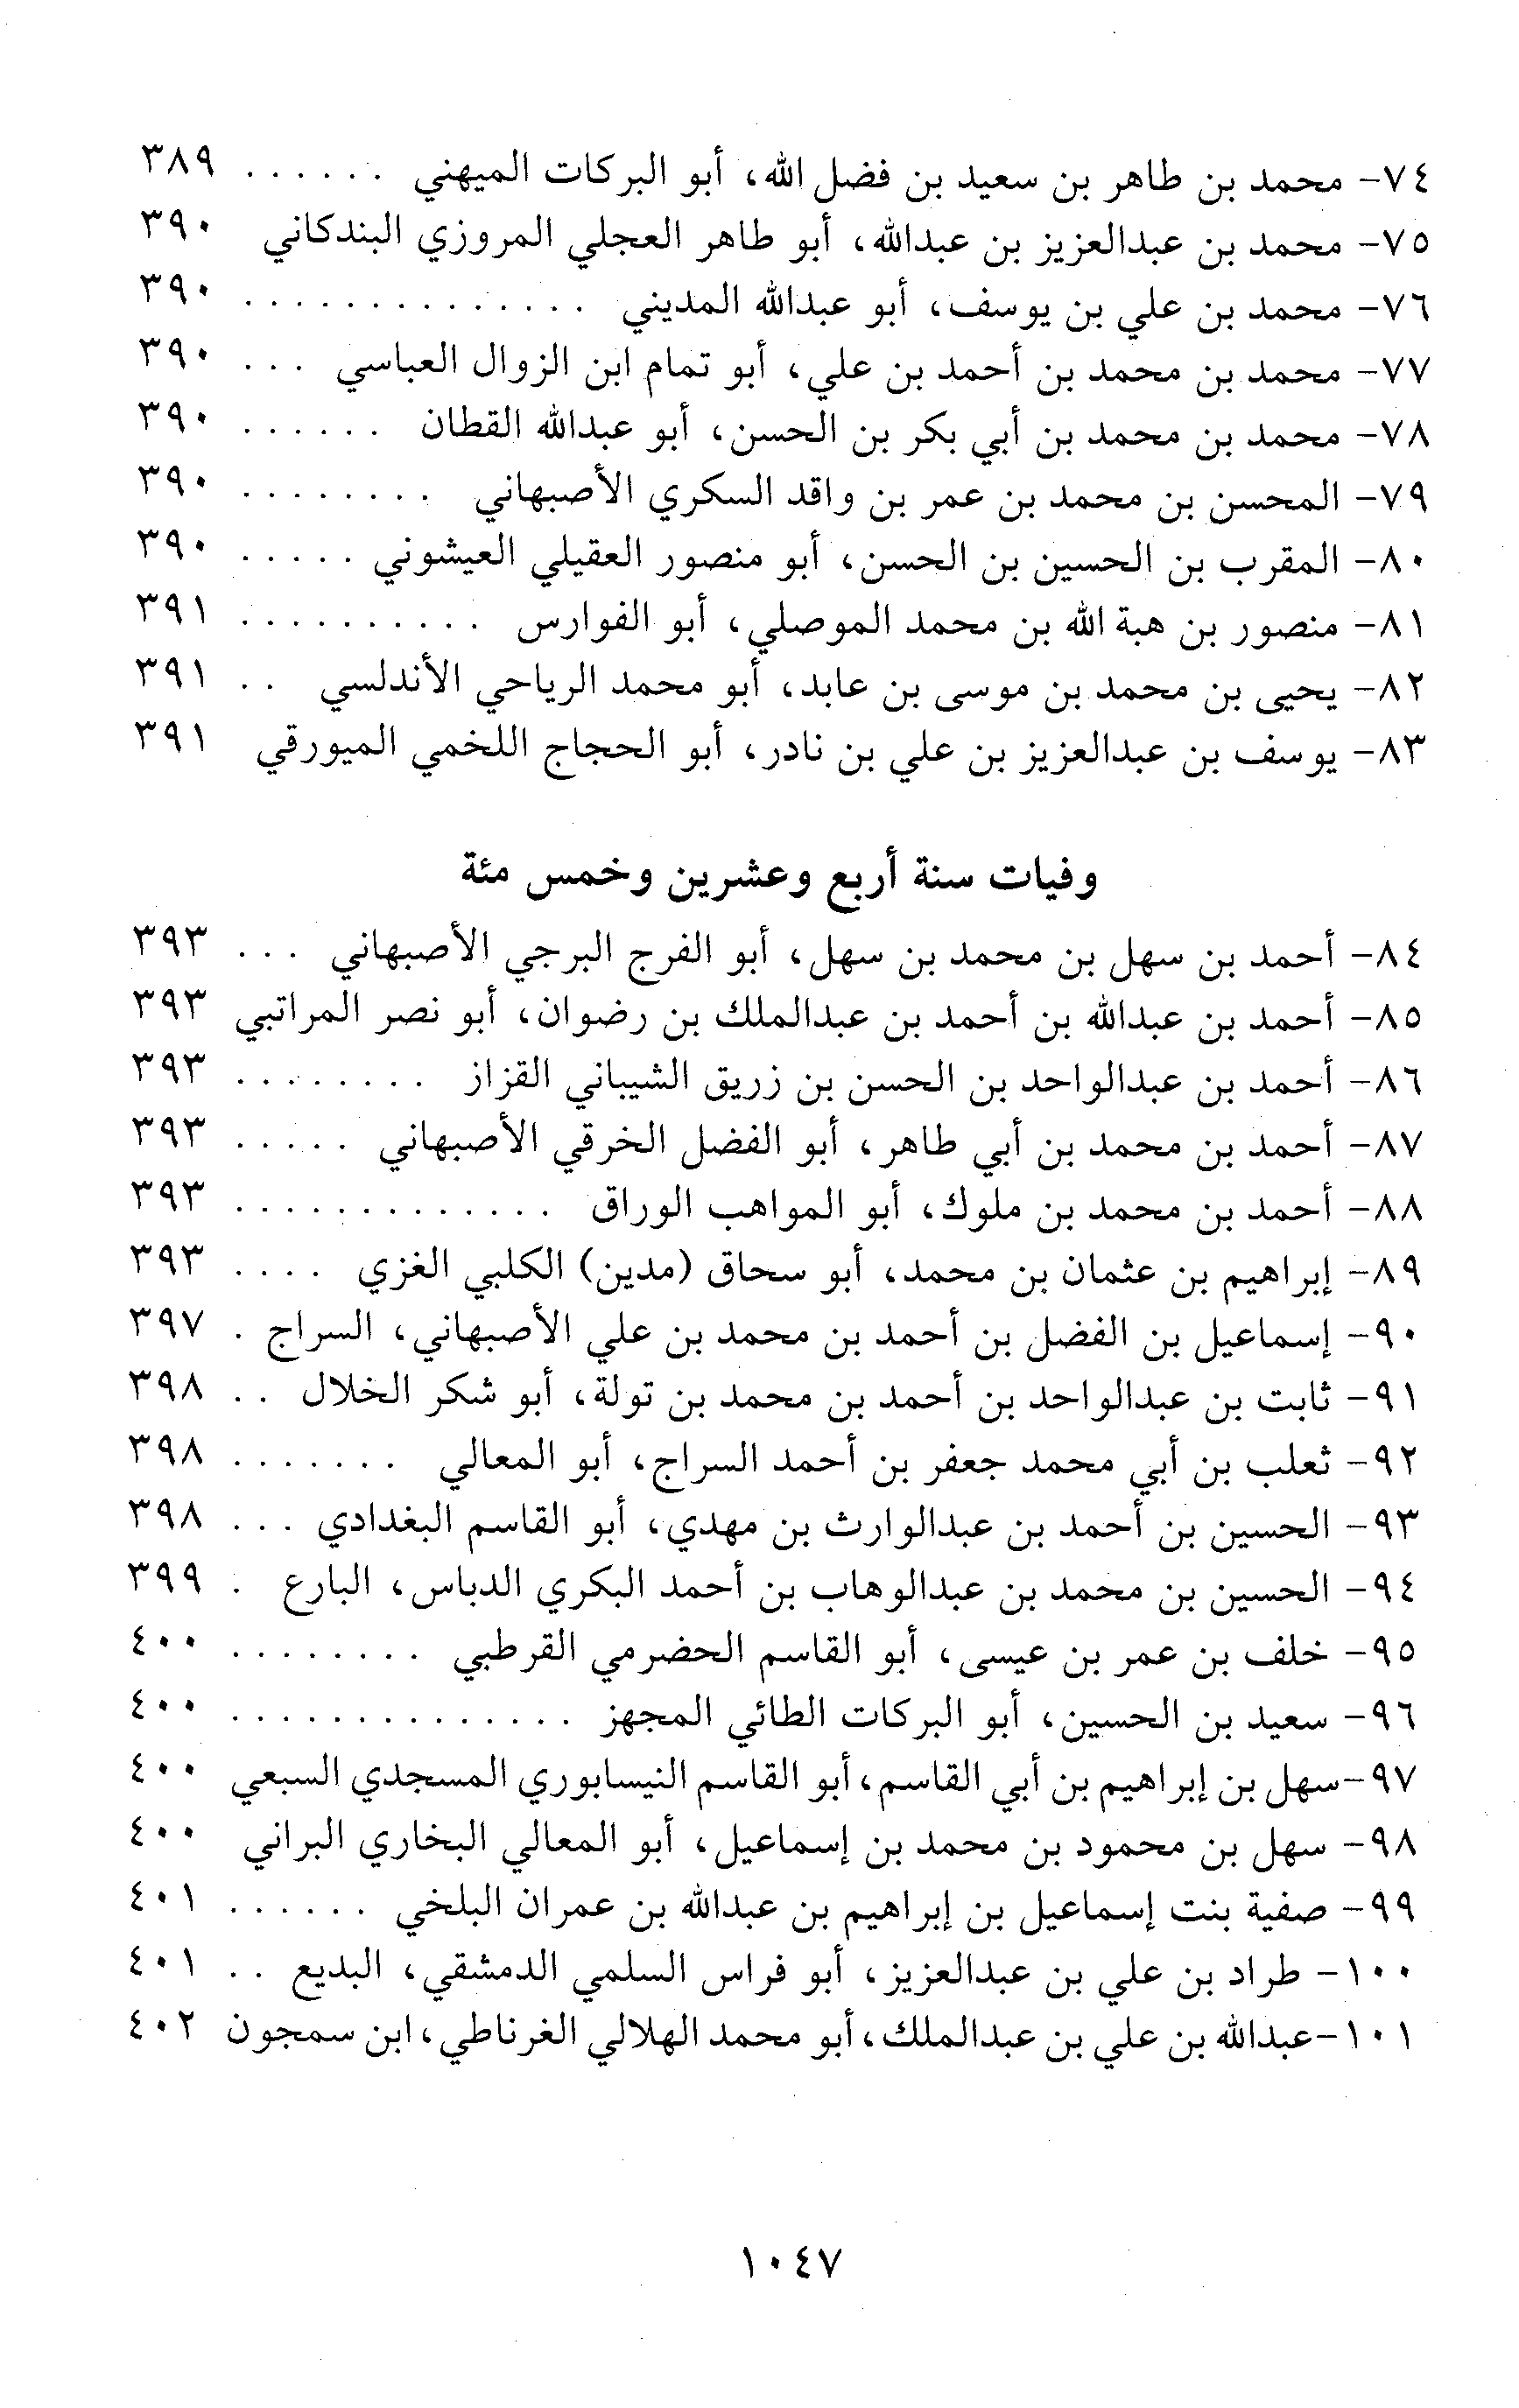 ٧٤- محمد بن طاهر بن سعيد بن فضل الله، أبو البركات الميهني . . . . . . ٣٨٩
٧٥- محمد بن عبدالعزيز بن عبدالله، أبو طاهر العجلي المروزي البندكاني ٣٩٠
٧٦- محمد بن علي بن يوسف، أبو عبدالله المديني . . . . . . . . . . . . . . ٣٩٠
٧٧- محمد بن محمد بن أحمد بن علي، أبو تمام ابن الزوال العباسي . . . ٣٩٠
٧٨- محمد بن محمد بن أبي بكر بن الحسن، أبو عبدالله القطان . . . . . . ٣٩٠
٧٩- المحسن بن محمد بن عمر بن واقد السكري الأصبهاني . . . . . . . . ٣٩٠
٨٠- المقرب بن الحسين بن الحسن، أبو منصور العقيلي العيشوني . . . . . ٣٩٠
٨١- منصور بن هبة الله بن محمد الموصلي، أبو الفوارس . . . . . . . . . . ٣٩١
٨٢- يحيى بن محمد بن موسى بن عابد، أبو محمد الرياحي الأندلسي . . ٣٩١
٨٣- يوسف بن عبدالعزيز بن علي بن نادر، أبو الحجاج اللخمي الميورقي ٣٩١
وفيات سنة أربع وعشرين وخمس مئة
٨٤- أحمد بن سهل بن محمد بن سهل، أبو الفرج البرجي الأصبهاني . . . ٣٩٣
٨٥- أحمد بن عبدالله بن أحمد بن عبدالملك بن رضوان، أبو نصر المراتبي ٣٩٣
٨٦- أحمد بن عبدالواحد بن الحسن بن زريق الشيباني القزاز . . . . . . . . ٣٩٣
٨٧- أحمد بن محمد بن أبي طاهر، أبو الفضل الخرقي الأصبهاني . . . . . ٣٩٣
٨٨- أحمد بن محمد بن ملوك، أبو المواهب الوراق . . . . . . . . . . . . . ٣٩٣
٨٩- إبراهيم بن عثمان بن محمد، أبو سحاق (مدين) الكلبي الغزي . . . . ٣٩٣
٩٠- إسماعيل بن الفضل بن أحمد بن محمد بن علي الأصبهاني، السراج . ٣٩٧
٩١- ثابت بن عبدالواحد بن أحمد بن محمد بن تولة، أبو شكر الخلال . . ٣٩٨
٩٢- ثعلب بن أبي محمد جعفر بن أحمد السراج، أبو المعالي . . . . . . . ٣٩٨
٩٣- الحسين بن أحمد بن عبدالوارث بن مهدي، أبو القاسم البغدادي . . . ٣٩٨
٩٤- الحسين بن محمد بن عبدالوهاب بن أحمد البكري الدباس، البارع . ٣٩٩
٩٥- خلف بن عمر بن عيسى، أبو القاسم الحضرمي القرطبي . . . . . . . . ٤٠٠
٩٦- سعيد بن الحسين، أبو البركات الطائي المجهز . . . . . . . . . . . . . . ٤٠٠
٩٧-سهل بن إبراهيم بن أبي القاسم، أبو القاسم النيسابوري المسجدي السبعي ٤٠٠
٩٨- سهل بن محمود بن محمد بن إسماعيل، أبو المعالي البخاري البراني ٤٠٠
٩٩- صفية بنت إسماعيل بن إبراهيم بن عبدالله بن عمران البلخي . . . . . . ٤٠١
١٠٠- طراد بن علي بن عبدالعزيز، أبو فراس السلمي الدمشقي، البديع . . ٤٠١
١٠١-عبدالله بن علي بن عبدالملك، أبو محمد الهلالي الغرناطي، ابن سمجون ٤٠٢
١٠٤٧